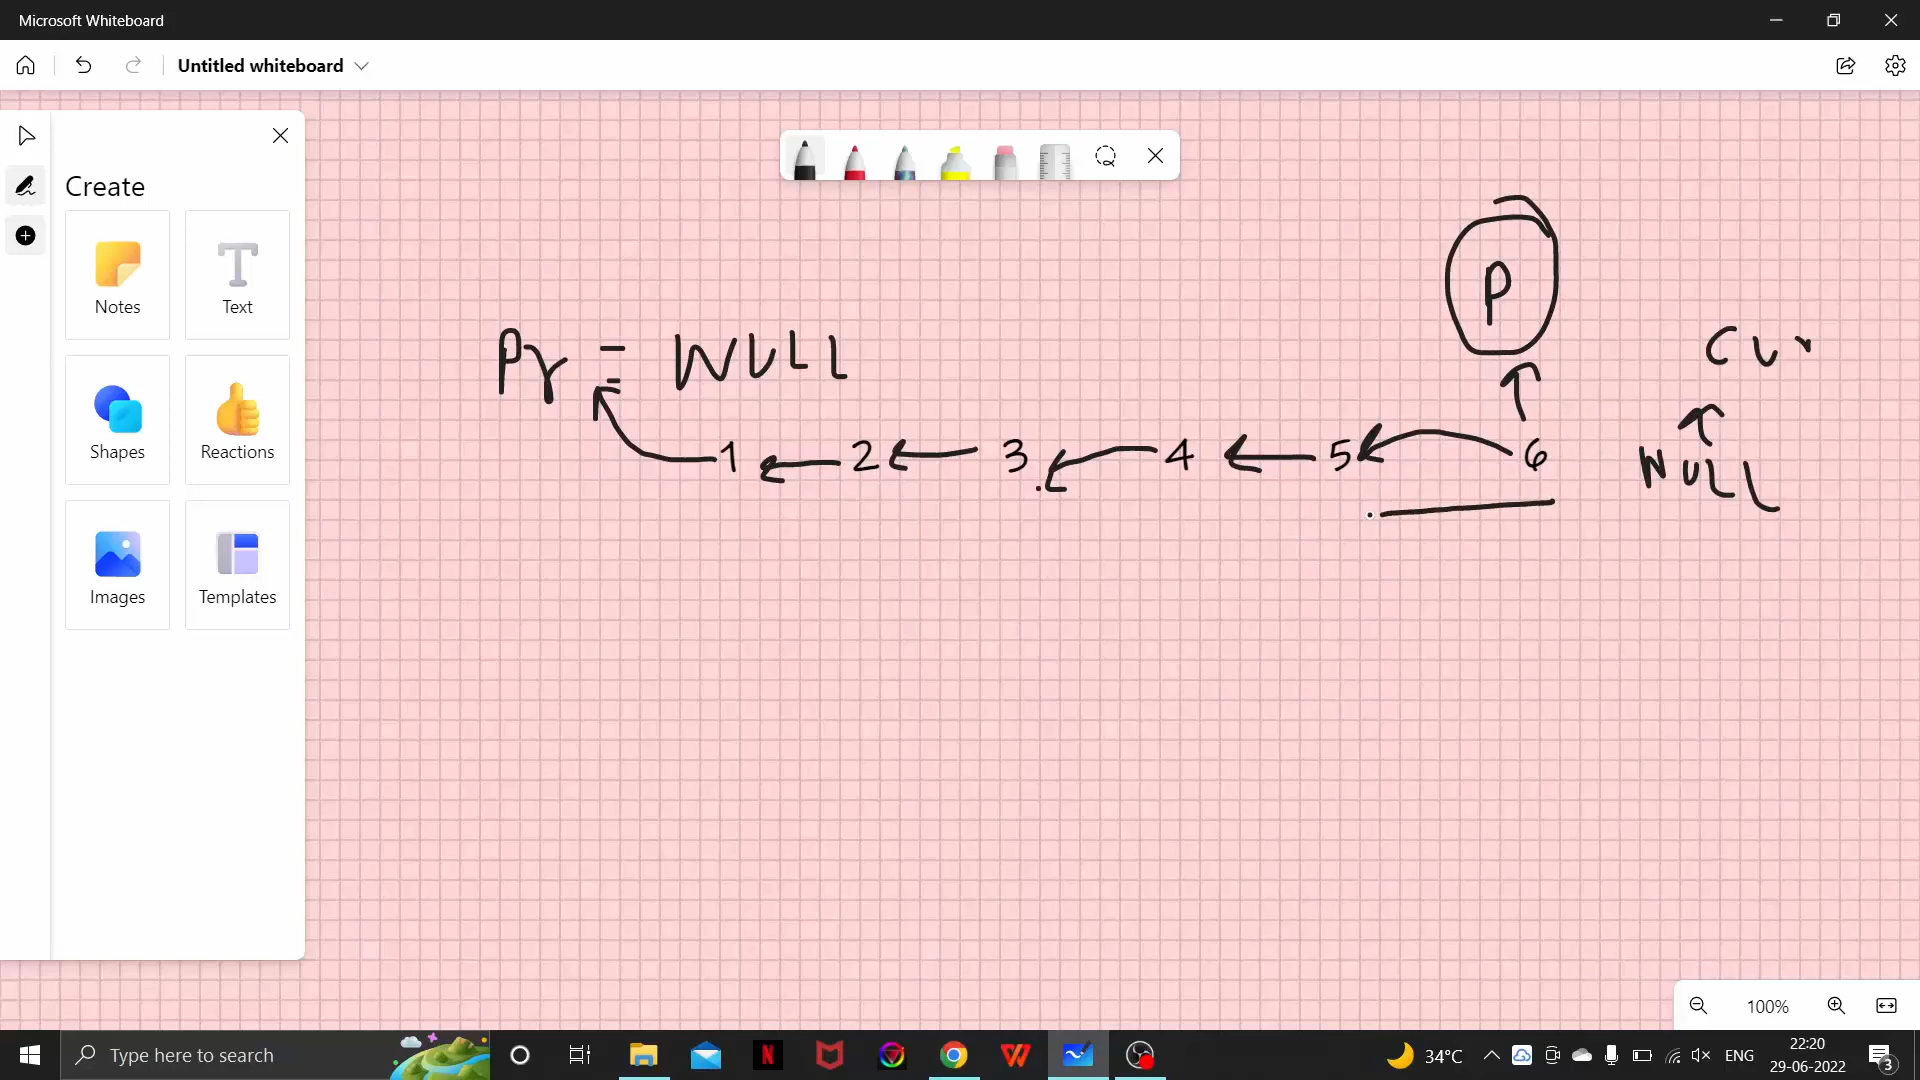 Microsoft Whiteboard
Untitled whiteboard
Create
Notes
Text
Shapes
Reactions
Images
Templates
P
Pr = NULL
Cur
1 2 3 4 5 6
NULL
100%
Type here to search
34°C
ENG
22:20
29-06-2022
3